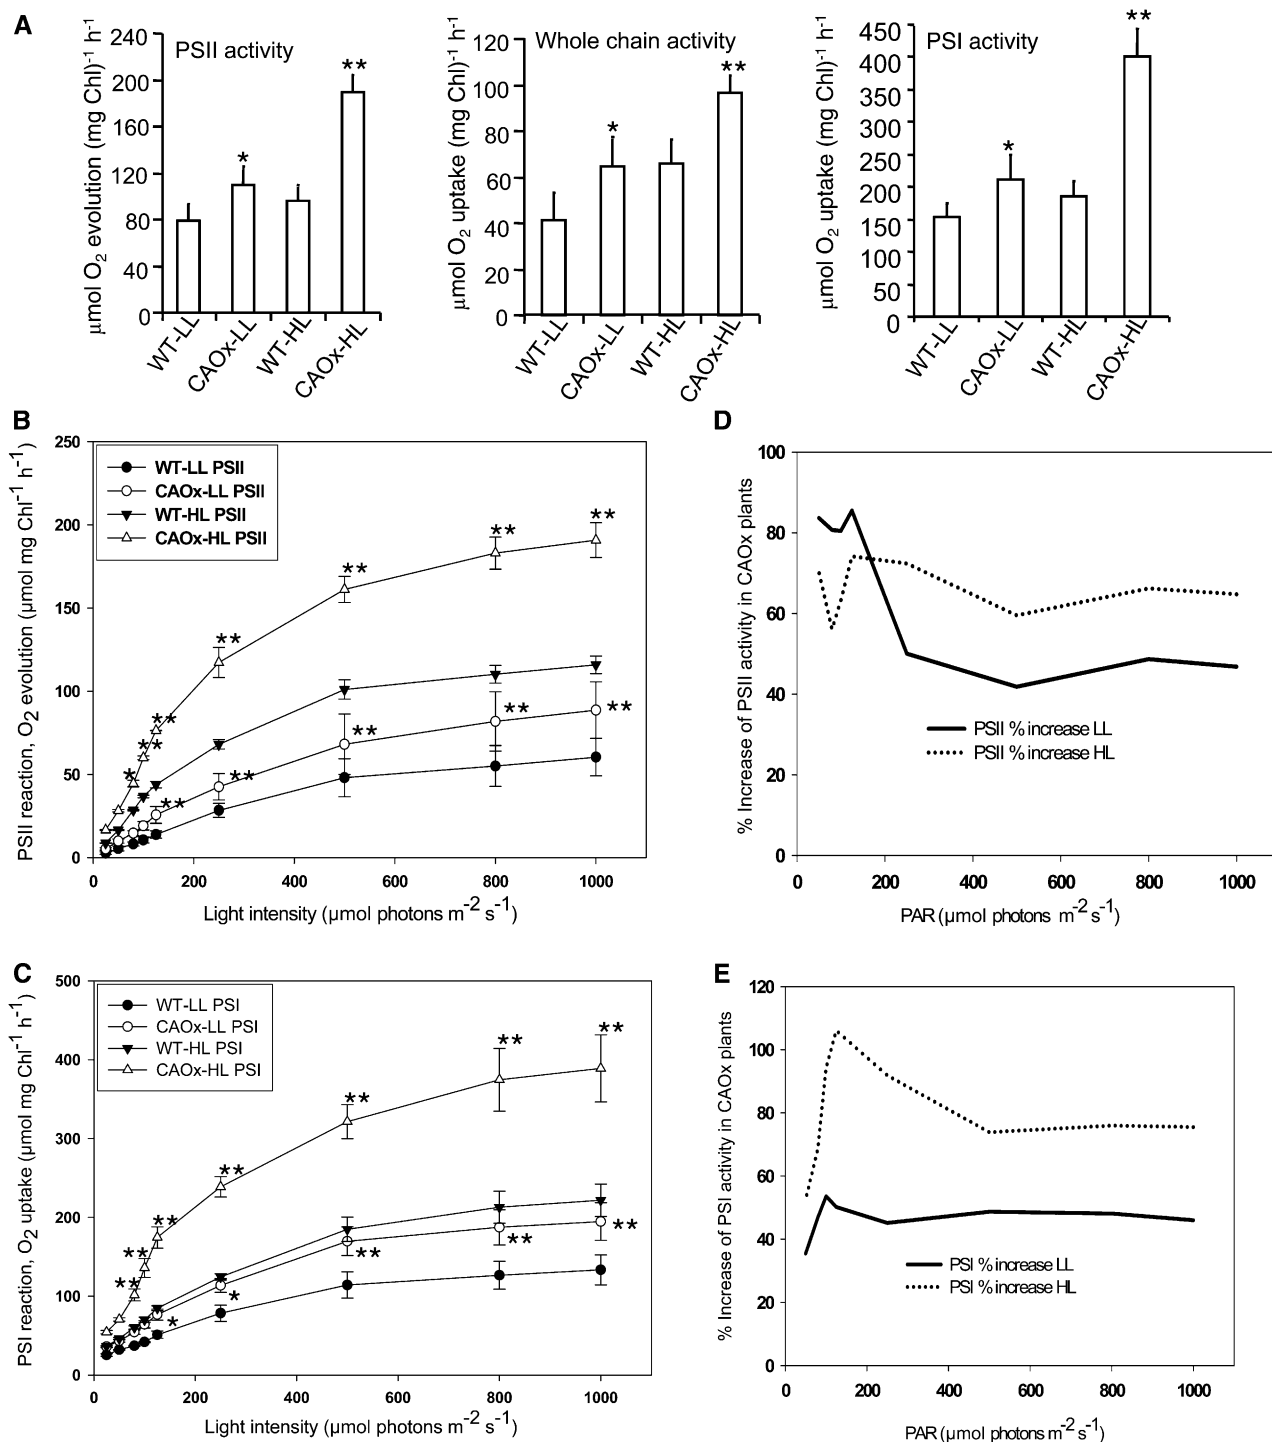 A
PSII activity
μmol O2 evolution (mg Chl)-1 h-1
240
200
160
120
80
40
0
WT-LL
CAOx-LL
WT-HL
CAOx-HL
*
**
Whole chain activity
μmol O2 uptake (mg Chl)-1 h-1
120
100
80
60
40
20
0
WT-LL
CAOx-LL
WT-HL
CAOx-HL
*
**
PSI activity
μmol O2 uptake (mg Chl)-1 h-1
450
400
350
300
250
200
150
100
50
0
WT-LL
CAOx-LL
WT-HL
CAOx-HL
*
**
B
PSII reaction, O2 evolution (μmol mg Chl-1 h-1)
250
200
150
100
50
0
WT-LL PSII
CAOx-LL PSII
WT-HL PSII
CAOx-HL PSII
0 200 400 600 800 1000
Light intensity (μmol photons m-2 s-1)
D
% Increase of PSII activity in CAOx plants
100
80
60
40
20
0
PSII % increase LL
PSII % increase HL
0 200 400 600 800 1000
PAR (μmol photons m-2 s-1)
C
PSI reaction, O2 uptake (μmol mg Chl-1 h-1)
500
400
300
200
100
0
WT-LL PSI
CAOx-LL PSI
WT-HL PSI
CAOx-HL PSI
0 200 400 600 800 1000
Light intensity (μmol photons m-2 s-1)
E
% Increase of PSI activity in CAOx plants
120
100
80
60
40
20
0
PSI % increase LL
PSI % increase HL
0 200 400 600 800 1000
PAR (μmol photons m-2 s-1)